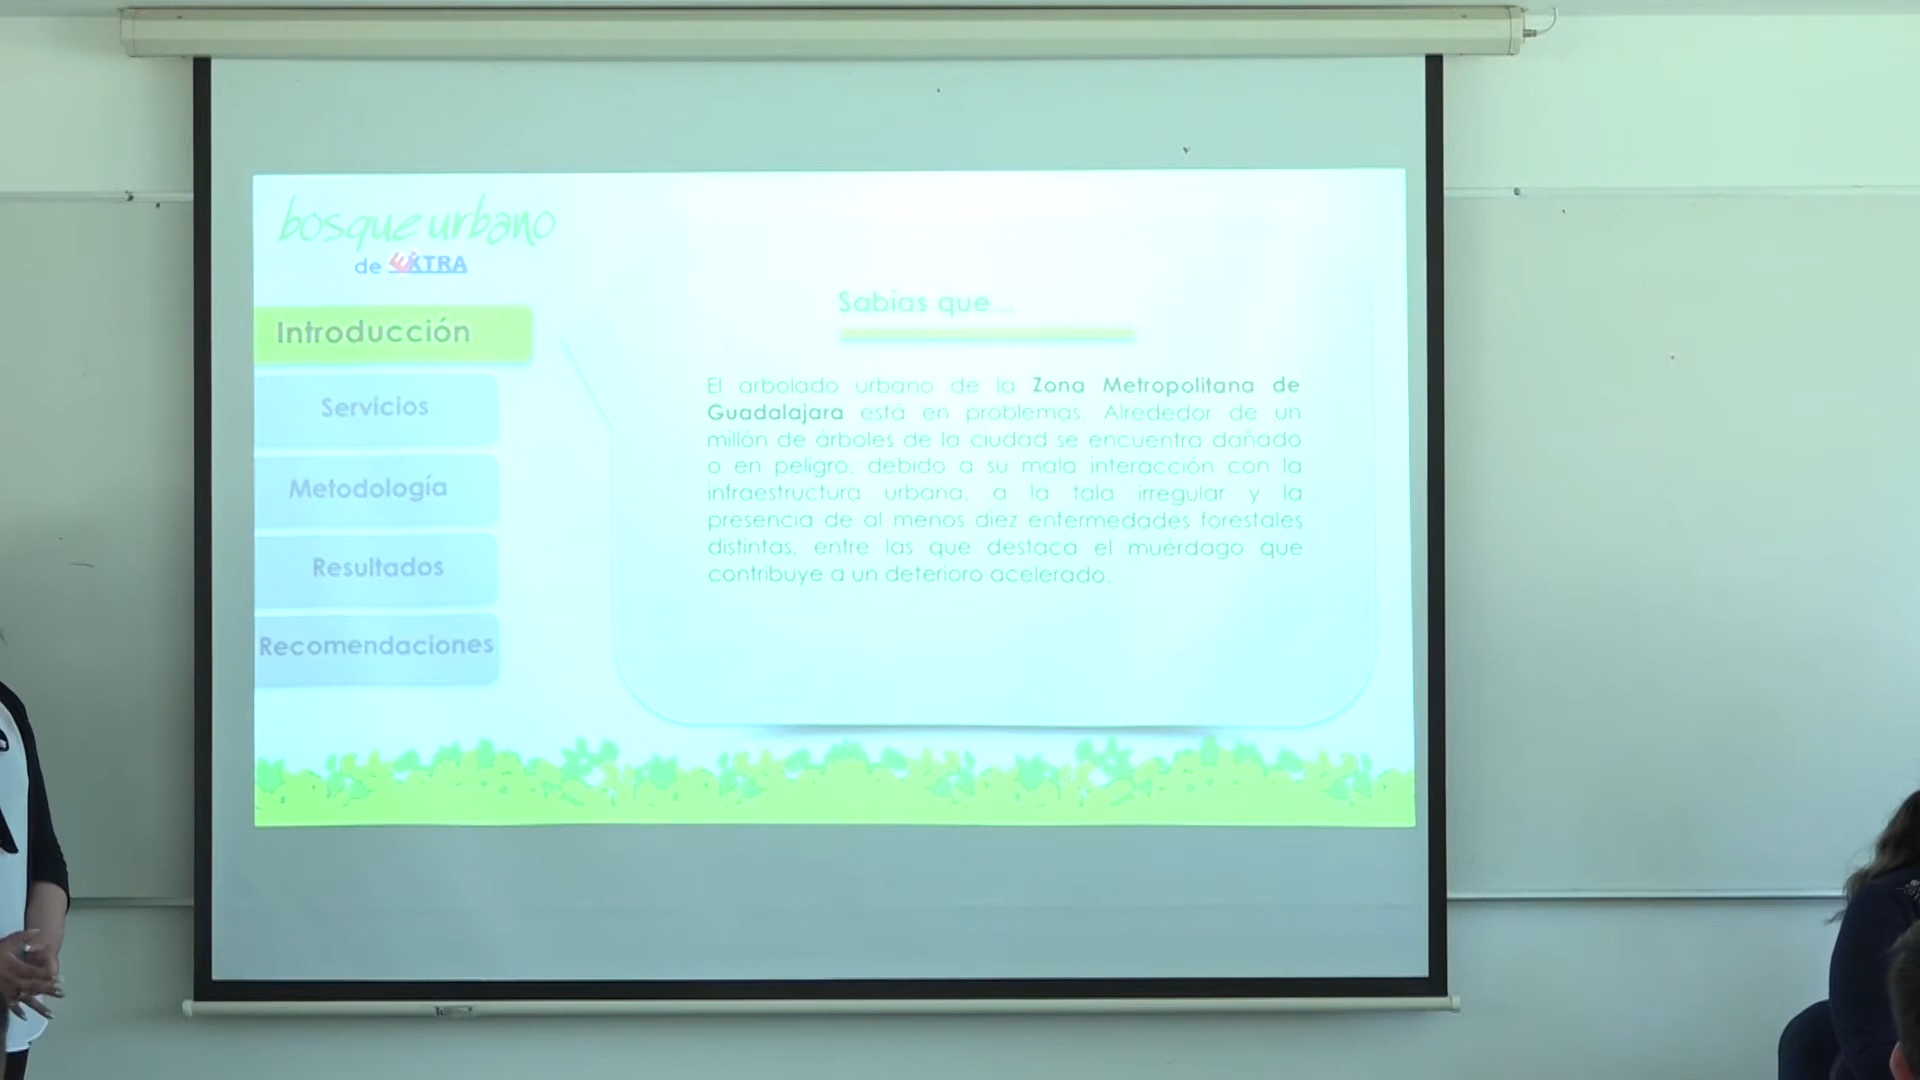 bosque urbano
de EXTRA
Introducción
Servicios
Metodología
Resultados
Recomendaciones
Sabias que...
El arbolado urbano de la Zona Metropolitana de
Guadalajara está en problemas. Alrededor de un
millón de árboles de la ciudad se encuentra dañado
o en peligro, debido a su mala interacción con la
infraestructura urbana, a la tala irregular y la
presencia de al menos diez enfermedades forestales
distintas, entre las que destaca el muérdago que
contribuye a un deterioro acelerado.